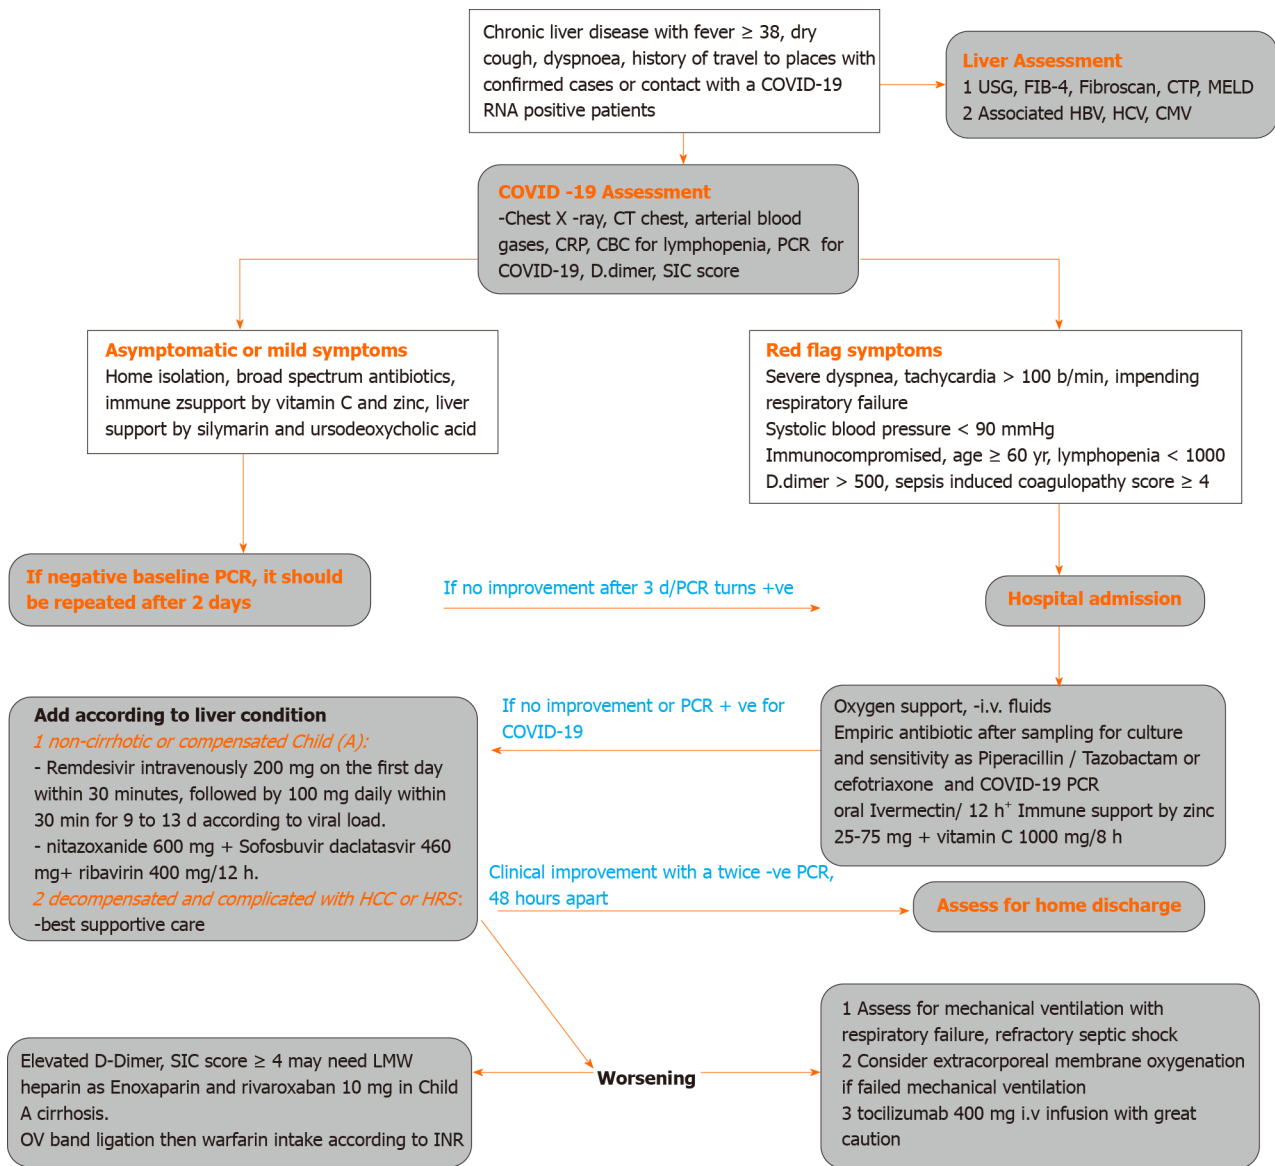 Chronic liver disease with fever ≥ 38, dry
cough, dyspnoea, history of travel to places with
confirmed cases or contact with a COVID-19
RNA positive patients
Liver Assessment
1 USG, FIB-4, Fibroscan, CTP, MELD
2 Associated HBV, HCV, CMV
COVID -19 Assessment
-Chest X -ray, CT chest, arterial blood
gases, CRP, CBC for lymphopenia, PCR for
COVID-19, D.dimer, SIC score
Asymptomatic or mild symptoms
Home isolation, broad spectrum antibiotics,
immune zsupport by vitamin C and zinc, liver
support by silymarin and ursodeoxycholic acid
Red flag symptoms
Severe dyspnea, tachycardia > 100 b/min, impending
respiratory failure
Systolic blood pressure < 90 mmHg
Immunocompromised, age ≥ 60 yr, lymphopenia < 1000
D.dimer > 500, sepsis induced coagulopathy score ≥ 4
If negative baseline PCR, it should
be repeated after 2 days
If no improvement after 3 d/PCR turns +ve
Hospital admission
Add according to liver condition
1 non-cirrhotic or compensated Child (A):
- Remdesivir intravenously 200 mg on the first day
within 30 minutes, followed by 100 mg daily within
30 min for 9 to 13 d according to viral load.
- nitazoxanide 600 mg + Sofosbuvir daclatasvir 460
mg+ ribavirin 400 mg/12 h.
2 decompensated and complicated with HCC or HRS:
-best supportive care
If no improvement or PCR + ve for
COVID-19
Oxygen support, -i.v. fluids
Empiric antibiotic after sampling for culture
and sensitivity as Piperacillin / Tazobactam or
cefotriaxone and COVID-19 PCR
oral Ivermectin/ 12 h⁺ Immune support by zinc
25-75 mg + vitamin C 1000 mg/8 h
Clinical improvement with a twice -ve PCR,
48 hours apart
Assess for home discharge
Elevated D-Dimer, SIC score ≥ 4 may need LMW
heparin as Enoxaparin and rivaroxaban 10 mg in Child
A cirrhosis.
OV band ligation then warfarin intake according to INR
Worsening
1 Assess for mechanical ventilation with
respiratory failure, refractory septic shock
2 Consider extracorporeal membrane oxygenation
if failed mechanical ventilation
3 tocilizumab 400 mg i.v infusion with great
caution